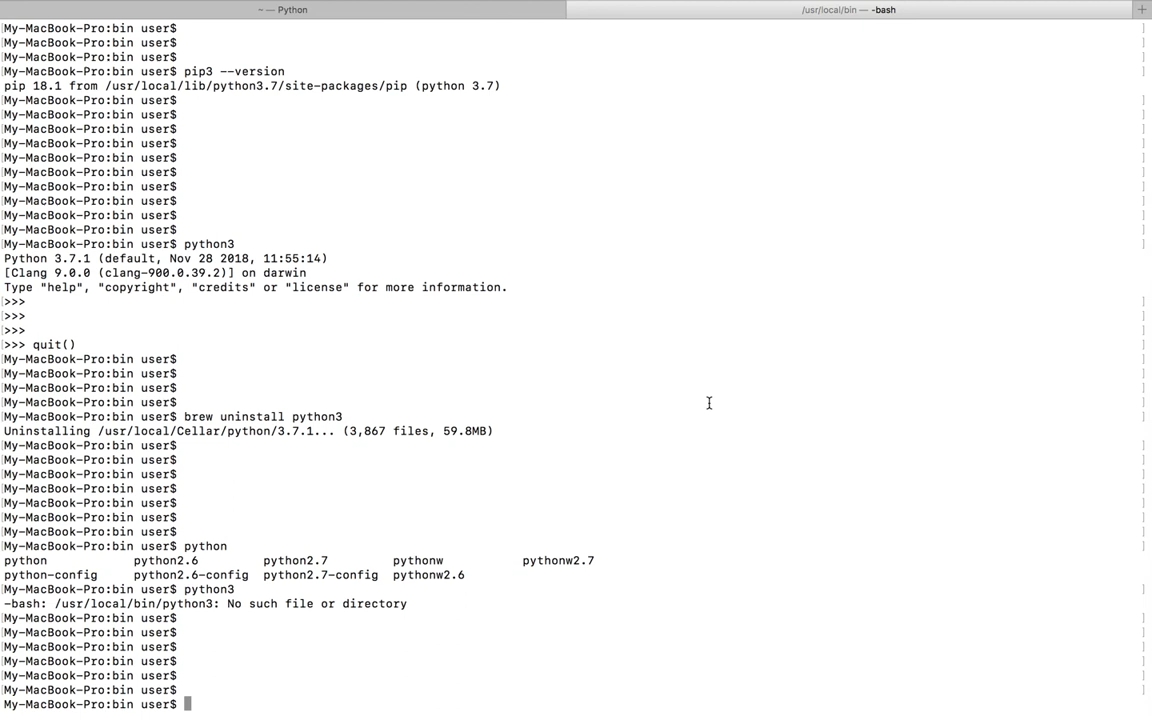 ~ — Python
/usr/local/bin — -bash
+
[My-MacBook-Pro:bin user$ ]
[My-MacBook-Pro:bin user$ ]
[My-MacBook-Pro:bin user$ ]
[My-MacBook-Pro:bin user$ pip3 --version ]
pip 18.1 from /usr/local/lib/python3.7/site-packages/pip (python 3.7)
[My-MacBook-Pro:bin user$ ]
[My-MacBook-Pro:bin user$ ]
[My-MacBook-Pro:bin user$ ]
[My-MacBook-Pro:bin user$ ]
[My-MacBook-Pro:bin user$ ]
[My-MacBook-Pro:bin user$ ]
[My-MacBook-Pro:bin user$ ]
[My-MacBook-Pro:bin user$ ]
[My-MacBook-Pro:bin user$ ]
[My-MacBook-Pro:bin user$ ]
[My-MacBook-Pro:bin user$ python3 ]
Python 3.7.1 (default, Nov 28 2018, 11:55:14)
[Clang 9.0.0 (clang-900.0.39.2)] on darwin
Type "help", "copyright", "credits" or "license" for more information.
[>>> ]
[>>> ]
[>>> ]
[>>> quit() ]
[My-MacBook-Pro:bin user$ ]
[My-MacBook-Pro:bin user$ ]
[My-MacBook-Pro:bin user$ ]
[My-MacBook-Pro:bin user$ ]
[My-MacBook-Pro:bin user$ brew uninstall python3 ]
Uninstalling /usr/local/Cellar/python/3.7.1... (3,867 files, 59.8MB)
[My-MacBook-Pro:bin user$ ]
[My-MacBook-Pro:bin user$ ]
[My-MacBook-Pro:bin user$ ]
[My-MacBook-Pro:bin user$ ]
[My-MacBook-Pro:bin user$ ]
[My-MacBook-Pro:bin user$ ]
[My-MacBook-Pro:bin user$ ]
My-MacBook-Pro:bin user$ python
python python2.6 python2.7 pythonw pythonw2.7
python-config python2.6-config python2.7-config pythonw2.6
[My-MacBook-Pro:bin user$ python3 ]
-bash: /usr/local/bin/python3: No such file or directory
[My-MacBook-Pro:bin user$ ]
[My-MacBook-Pro:bin user$ ]
[My-MacBook-Pro:bin user$ ]
[My-MacBook-Pro:bin user$ ]
[My-MacBook-Pro:bin user$ ]
[My-MacBook-Pro:bin user$ ]
My-MacBook-Pro:bin user$